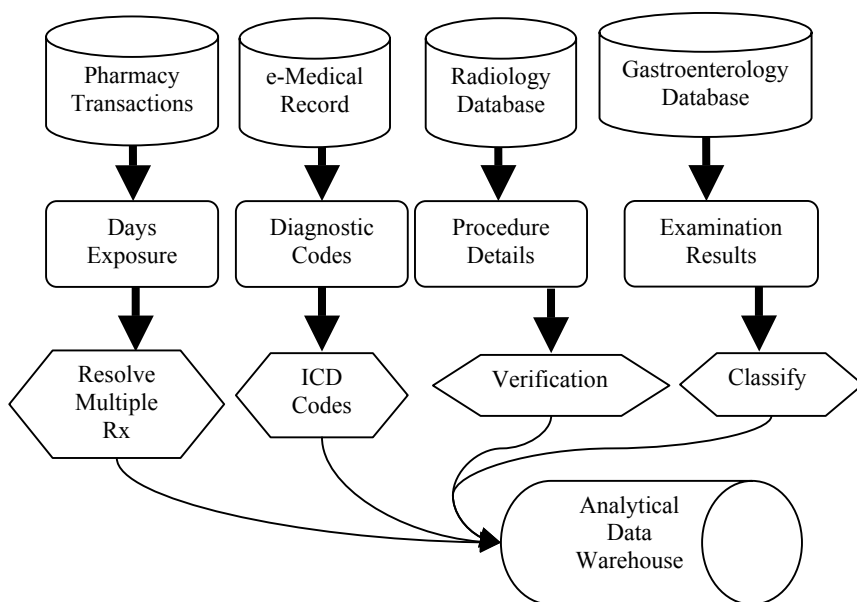 Pharmacy
Transactions
e-Medical
Record
Radiology
Database
Gastroenterology
Database
Days
Exposure
Diagnostic
Codes
Procedure
Details
Examination
Results
Resolve
Multiple
Rx
ICD
Codes
Verification
Classify
Analytical
Data
Warehouse